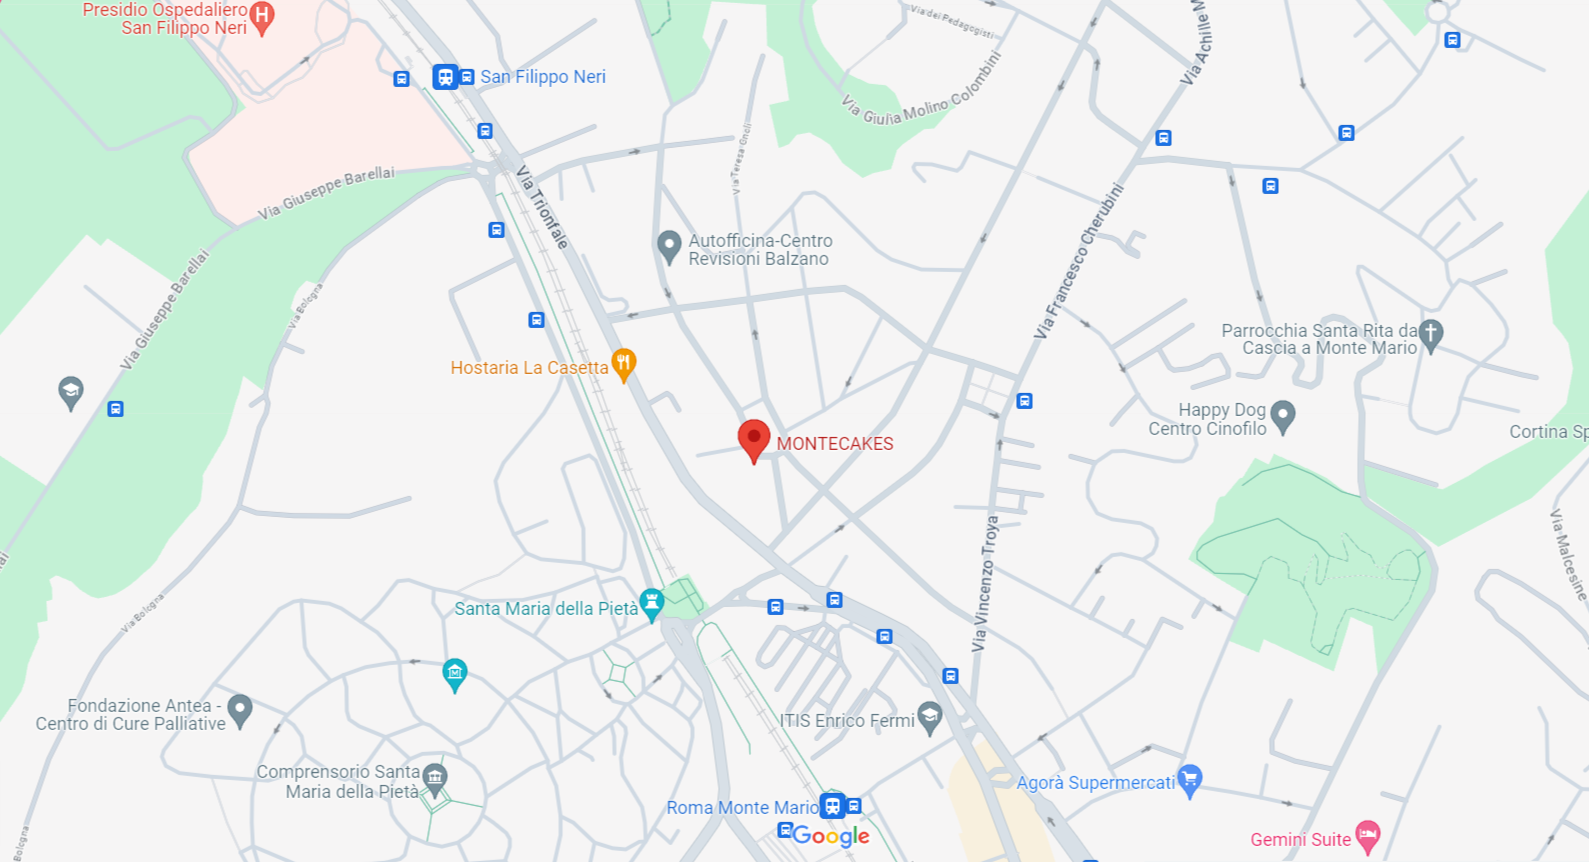 Presidio Ospedaliero
San Filippo Neri
H
San Filippo Neri
Via dei Pedagogisti
Via Achille M
Via Giulia Molino Colombini
Via Teresa Gnoli
Via Giuseppe Barellai
Via Trionfale
Via Francesco Cherubini
Autofficina-Centro
Revisioni Balzano
Via Giuseppe Barellai
Via Bologna
Parrocchia Santa Rita da
Cascia a Monte Mario
Hostaria La Casetta
Happy Dog
Centro Cinofilo
Cortina Sp
MONTECAKES
Via Vincenzo Troya
Via Malcesine
Via Bologna
Santa Maria della Pietà
Fondazione Antea -
Centro di Cure Palliative
ITIS Enrico Fermi
Comprensorio Santa
Maria della Pietà
Agorà Supermercati
Roma Monte Mario
Google
Gemini Suite
Bologna